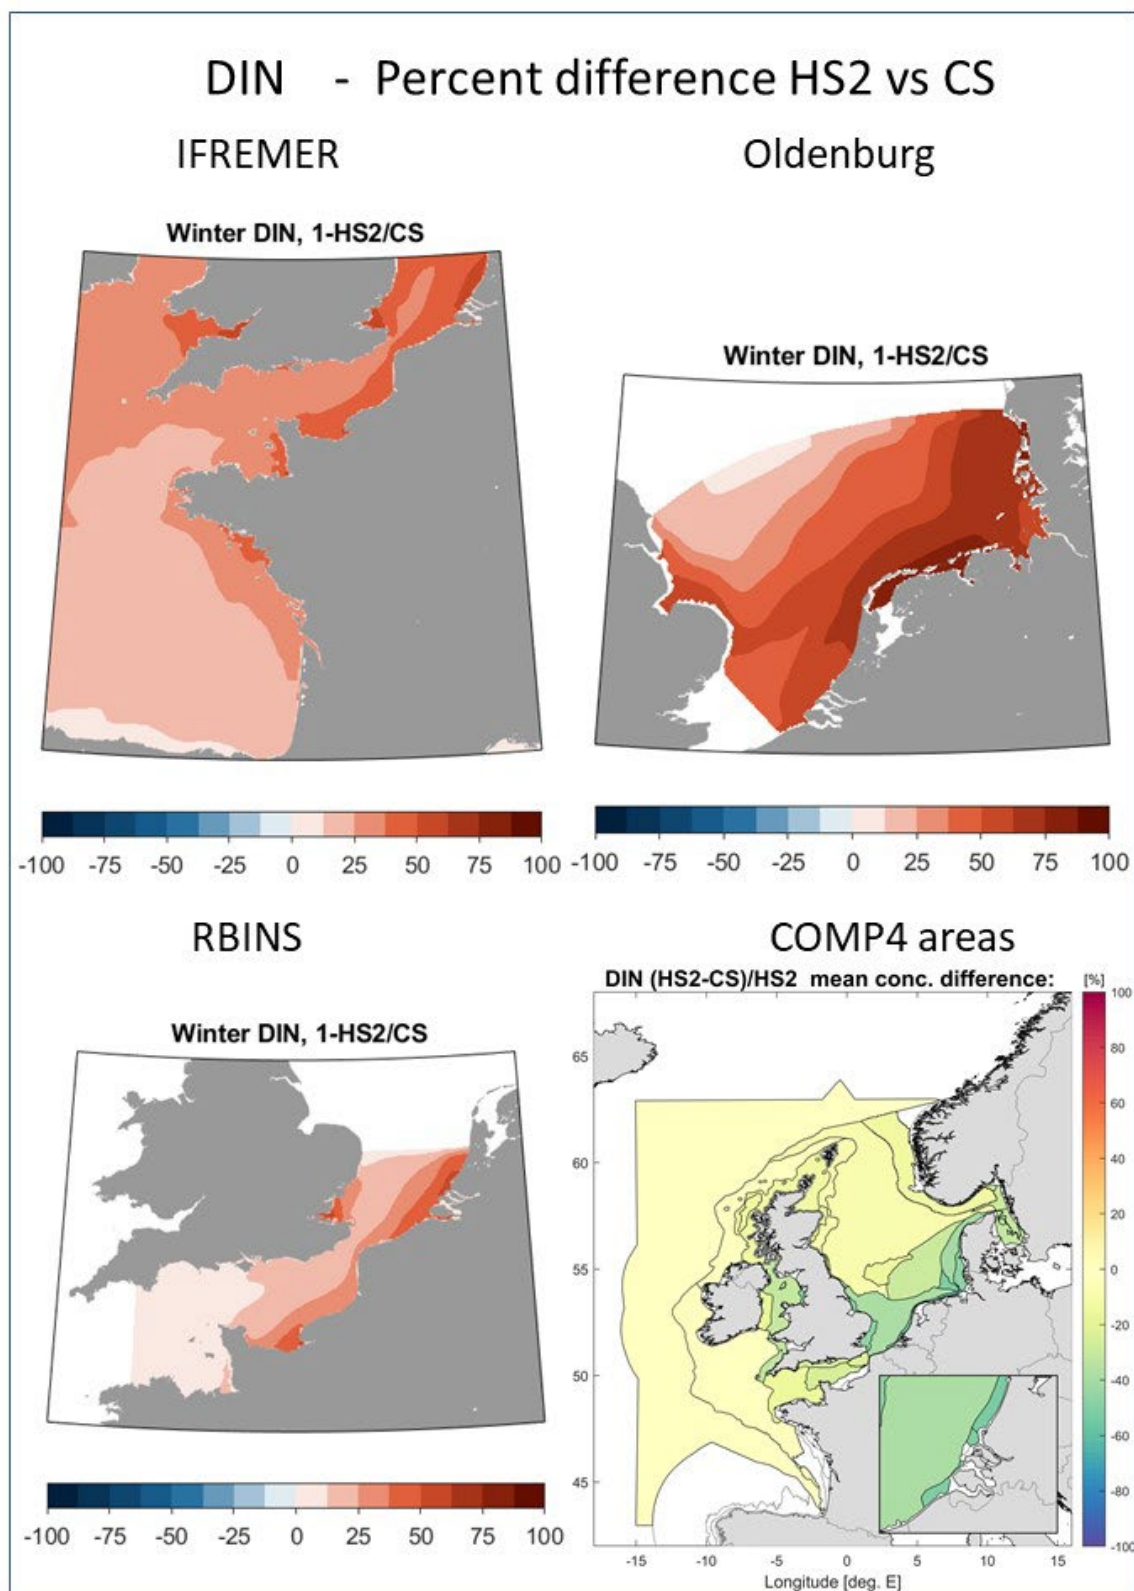 DIN - Percent difference HS2 vs CS
IFREMER
Oldenburg
Winter DIN, 1-HS2/CS
Winter DIN, 1-HS2/CS
-100 -75 -50 -25 0 25 50 75 100
-100 -75 -50 -25 0 25 50 75 100
RBINS
COMP4 areas
Winter DIN, 1-HS2/CS
-100 -75 -50 -25 0 25 50 75 100
DIN (HS2-CS)/HS2 mean conc. difference: [%]
100
80
60
40
20
0
-20
-40
-60
-80
-100
65
60
55
50
45
-15 -10 -5 0 5 10 15
Longitude [deg. E]